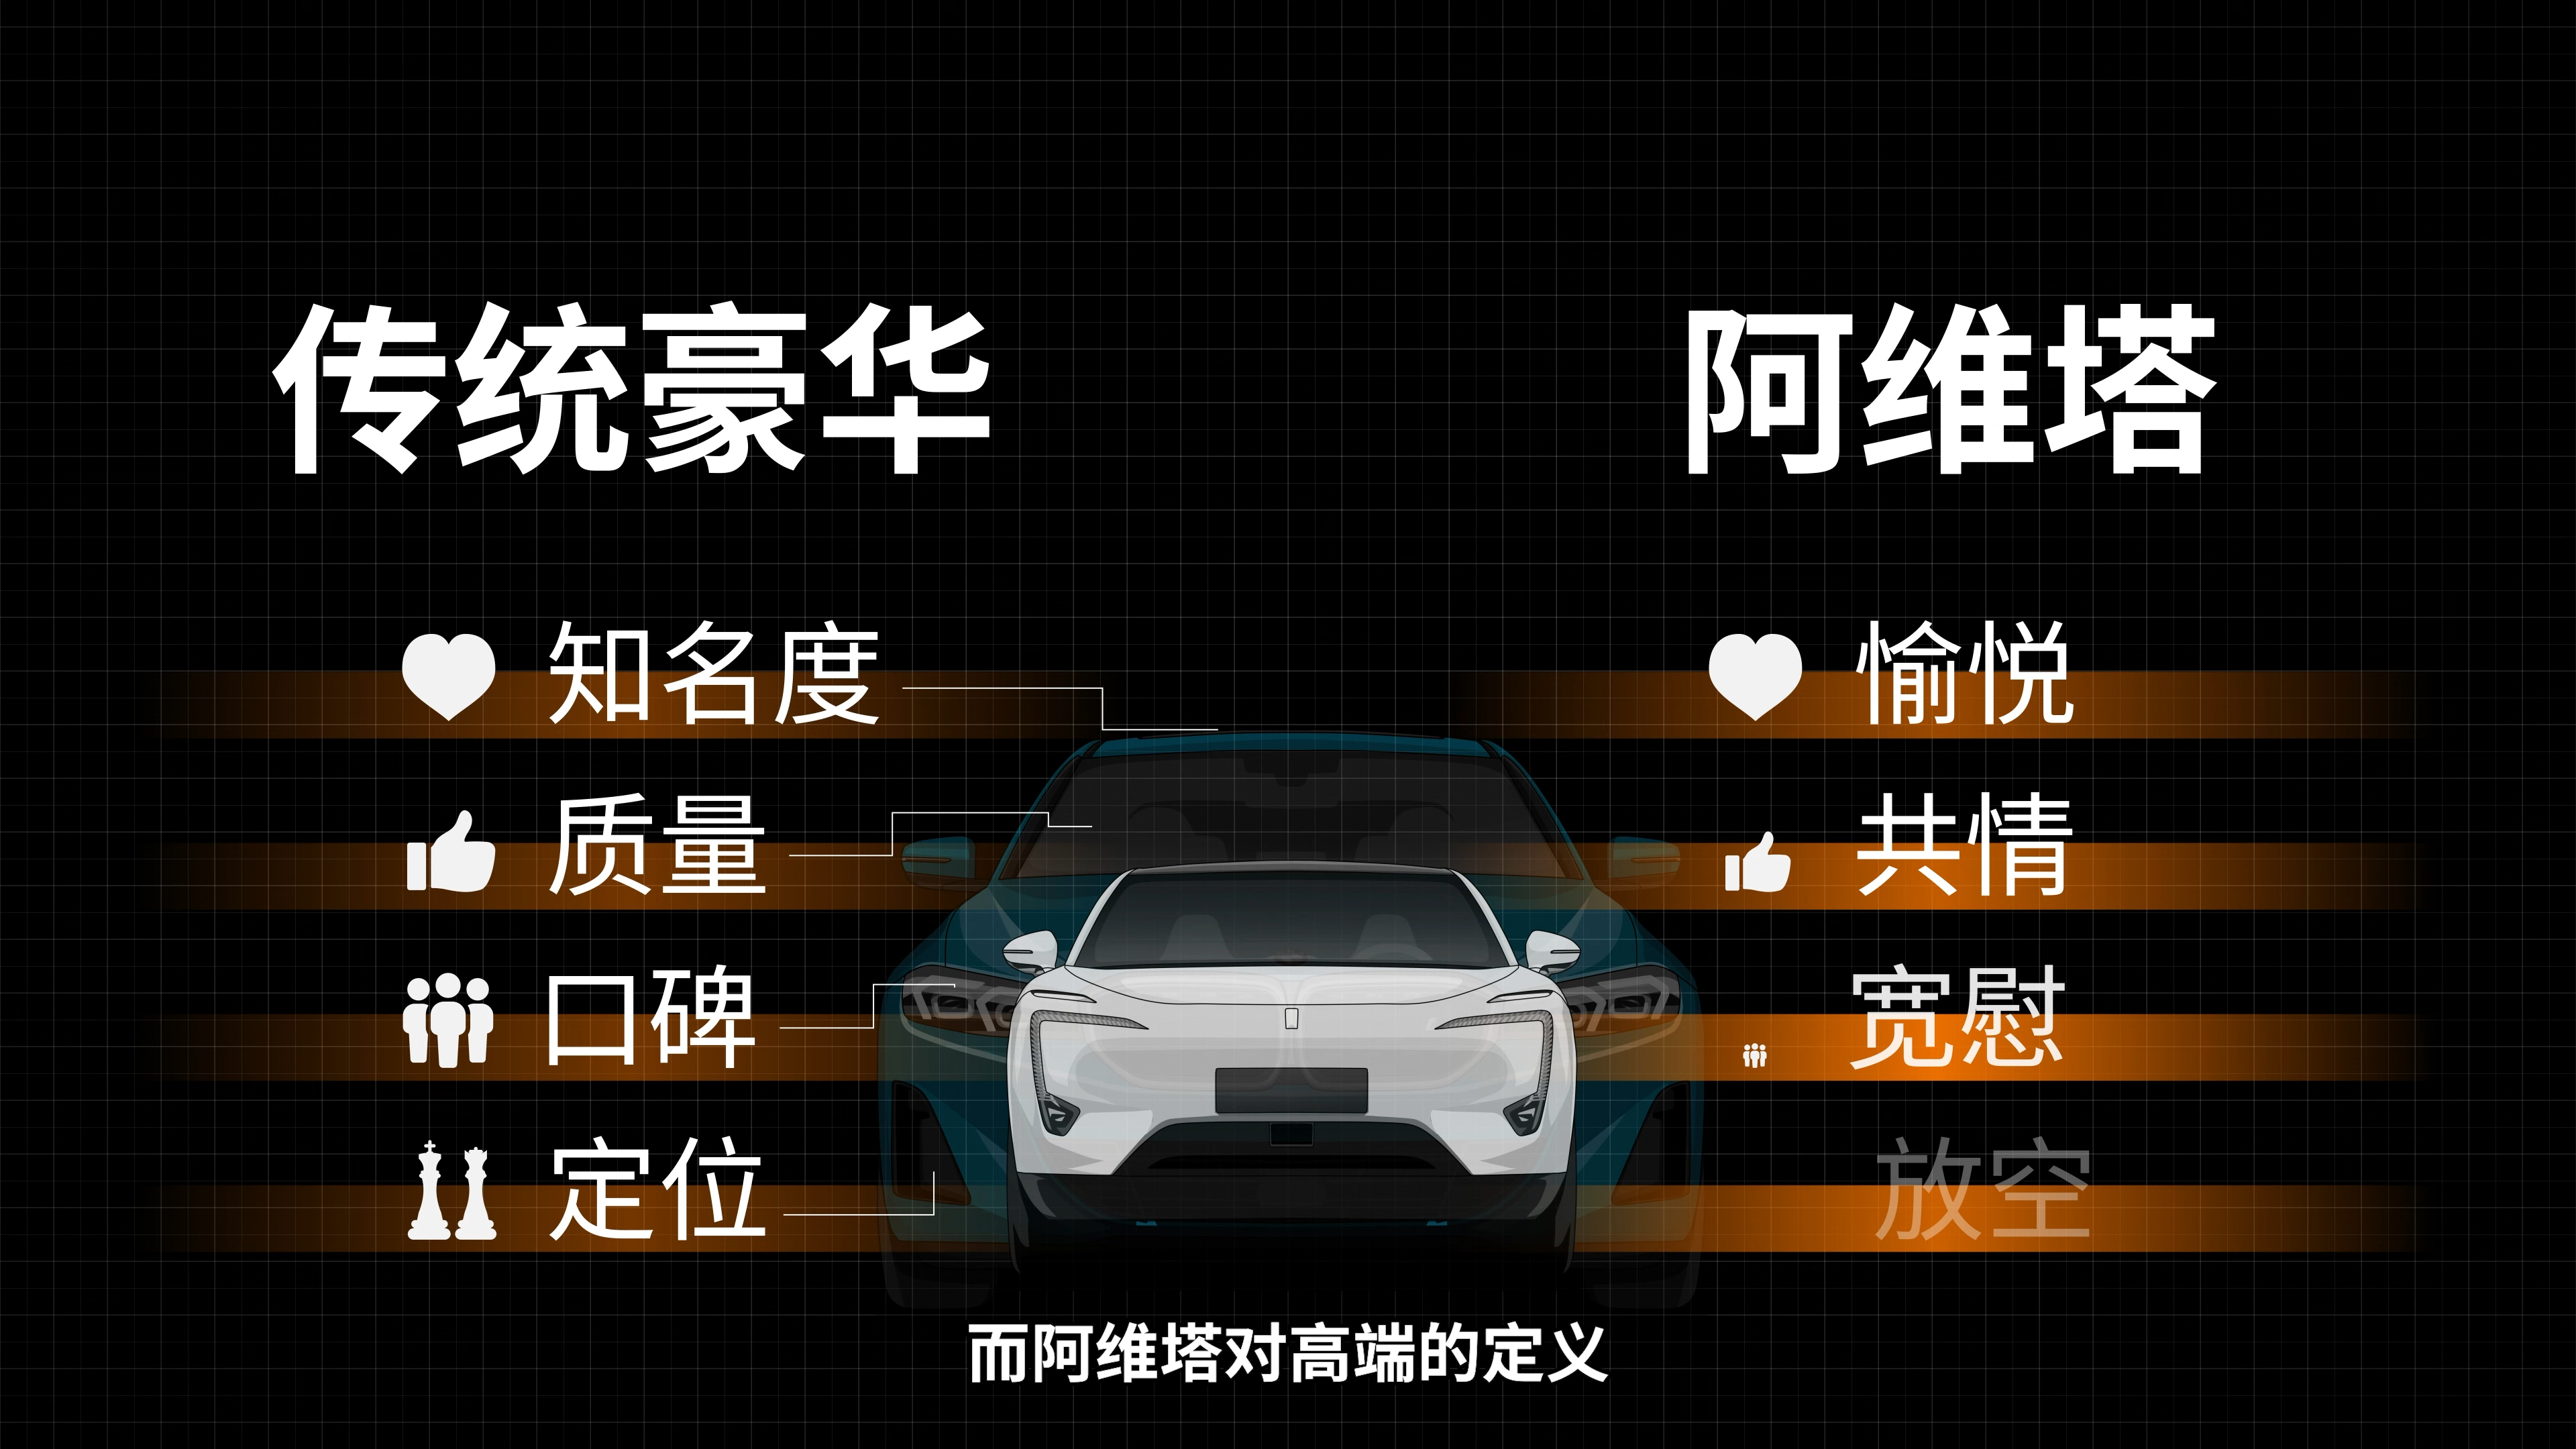 传统豪华
阿维塔
知名度
质量
口碑
定位
愉悦
共情
宽慰
放空
而阿维塔对高端的定义